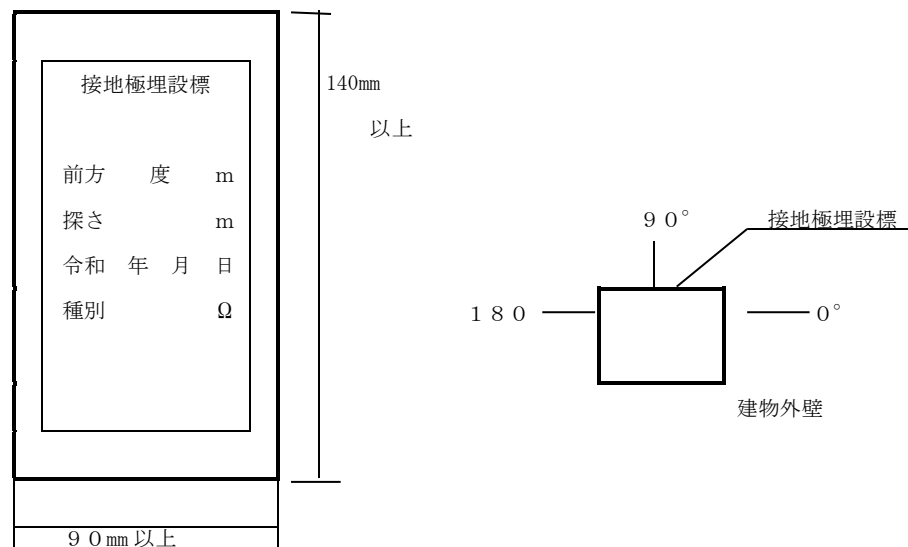 接地極埋設標
前方 度 m
探さ m
令和 年 月 日
種別 Ω
140㎜
以上
９０㎜以上
９０°
接地極埋設標
１８０
０°
建物外壁